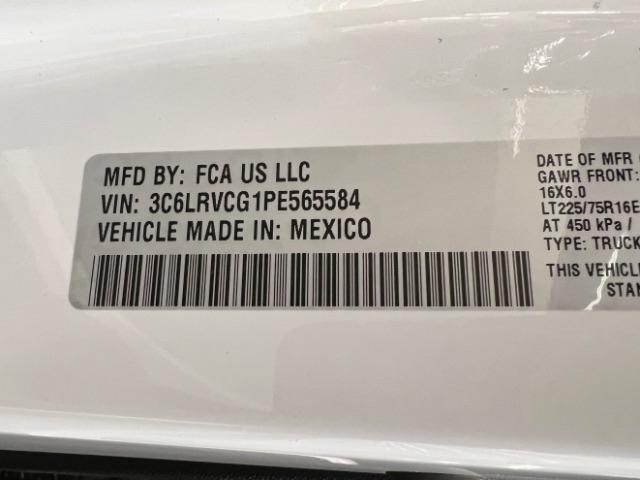 MFD BY: FCA US LLC
VIN: 3C6LRVCG1PE565584
VEHICLE MADE IN: MEXICO
DATE OF MFR
GAWR FRONT:
16X6.0
LT225/75R16E
AT 450 kPa /
TYPE: TRUCK
THIS VEHICLE
STAN